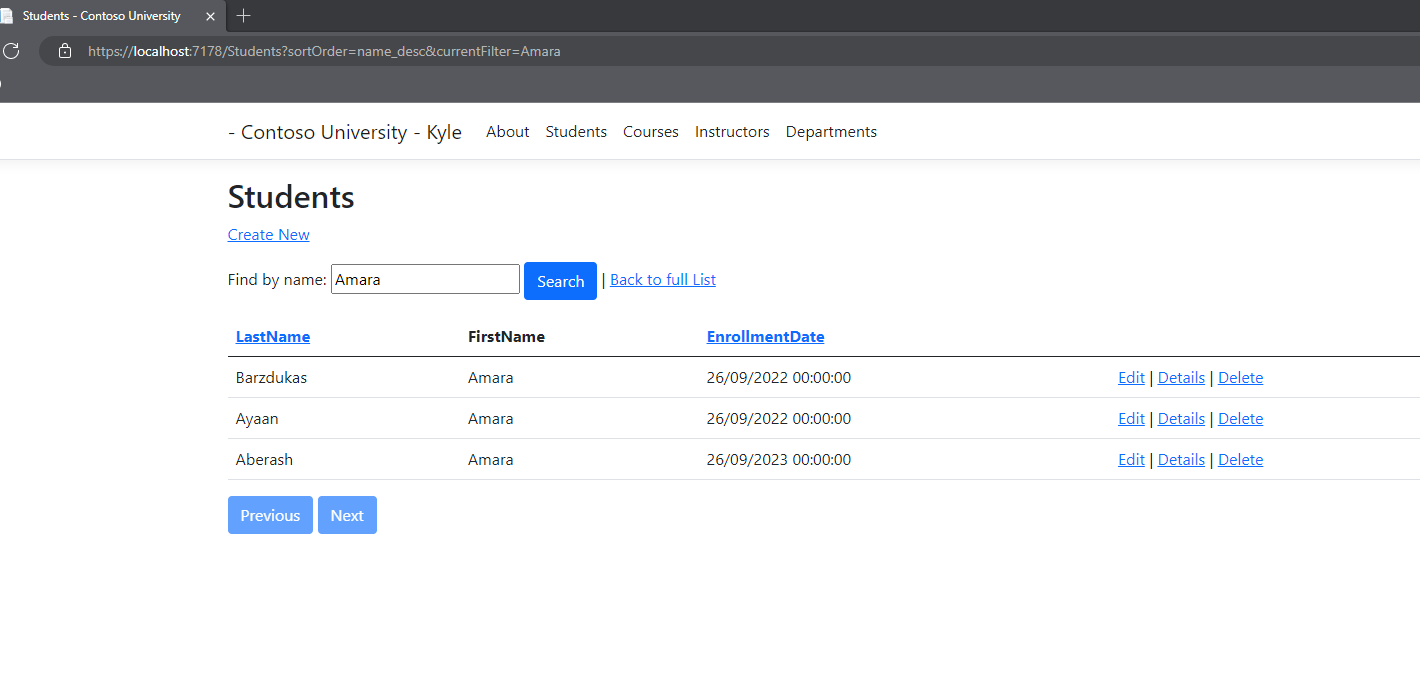 Students - Contoso University
https://localhost:7178/Students?sortOrder=name_desc&currentFilter=Amara
- Contoso University - Kyle About Students Courses Instructors Departments
Students
Create New
Find by name: Amara Search | Back to full List
LastName FirstName EnrollmentDate
Barzdukas Amara 26/09/2022 00:00:00 Edit | Details | Delete
Ayaan Amara 26/09/2022 00:00:00 Edit | Details | Delete
Aberash Amara 26/09/2023 00:00:00 Edit | Details | Delete
Previous Next